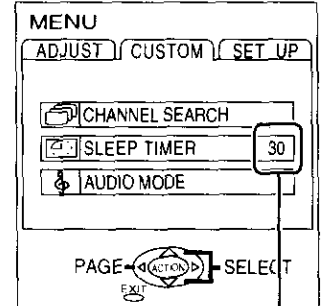 MENU
ADJUST CUSTOM SET UP
CHANNEL SEARCH
SLEEP TIMER 30
AUDIO MODE
PAGE ACTION SELECT
EXIT